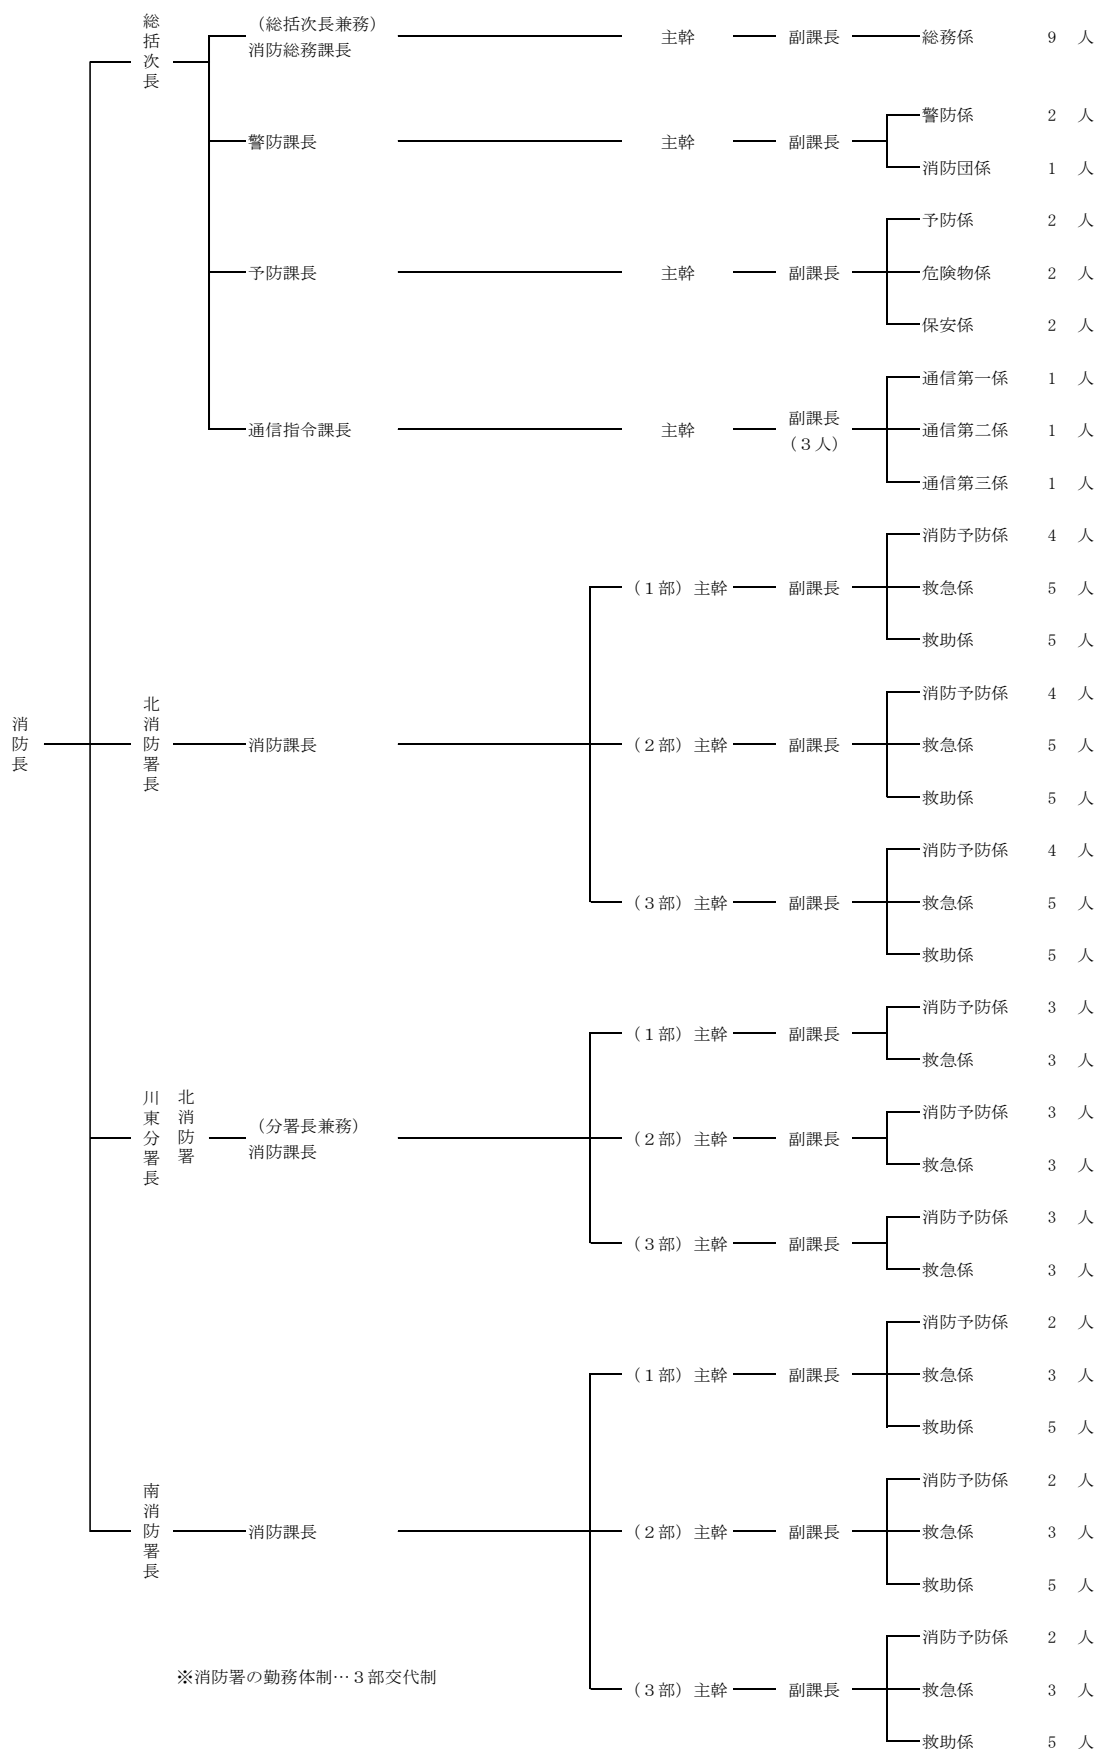 消防長
総括次長
（総括次長兼務）
消防総務課長 主幹 副課長 総務係 9 人
警防課長 主幹 副課長
警防係 2 人
消防団係 1 人
予防課長 主幹 副課長
予防係 2 人
危険物係 2 人
保安係 2 人
通信指令課長 主幹 副課長
（３人）
通信第一係 1 人
通信第二係 1 人
通信第三係 1 人
北消防署長
消防課長
（１部）主幹 副課長
消防予防係 4 人
救急係 5 人
救助係 5 人
（２部）主幹 副課長
消防予防係 4 人
救急係 5 人
救助係 5 人
（３部）主幹 副課長
消防予防係 4 人
救急係 5 人
救助係 5 人
北消防署
川東分署長
（分署長兼務）
消防課長
（１部）主幹 副課長
消防予防係 3 人
救急係 3 人
（２部）主幹 副課長
消防予防係 3 人
救急係 3 人
（３部）主幹 副課長
消防予防係 3 人
救急係 3 人
南消防署長
消防課長
（１部）主幹 副課長
消防予防係 2 人
救急係 3 人
救助係 5 人
（２部）主幹 副課長
消防予防係 2 人
救急係 3 人
救助係 5 人
（３部）主幹 副課長
消防予防係 2 人
救急係 3 人
救助係 5 人
※消防署の勤務体制…３部交代制